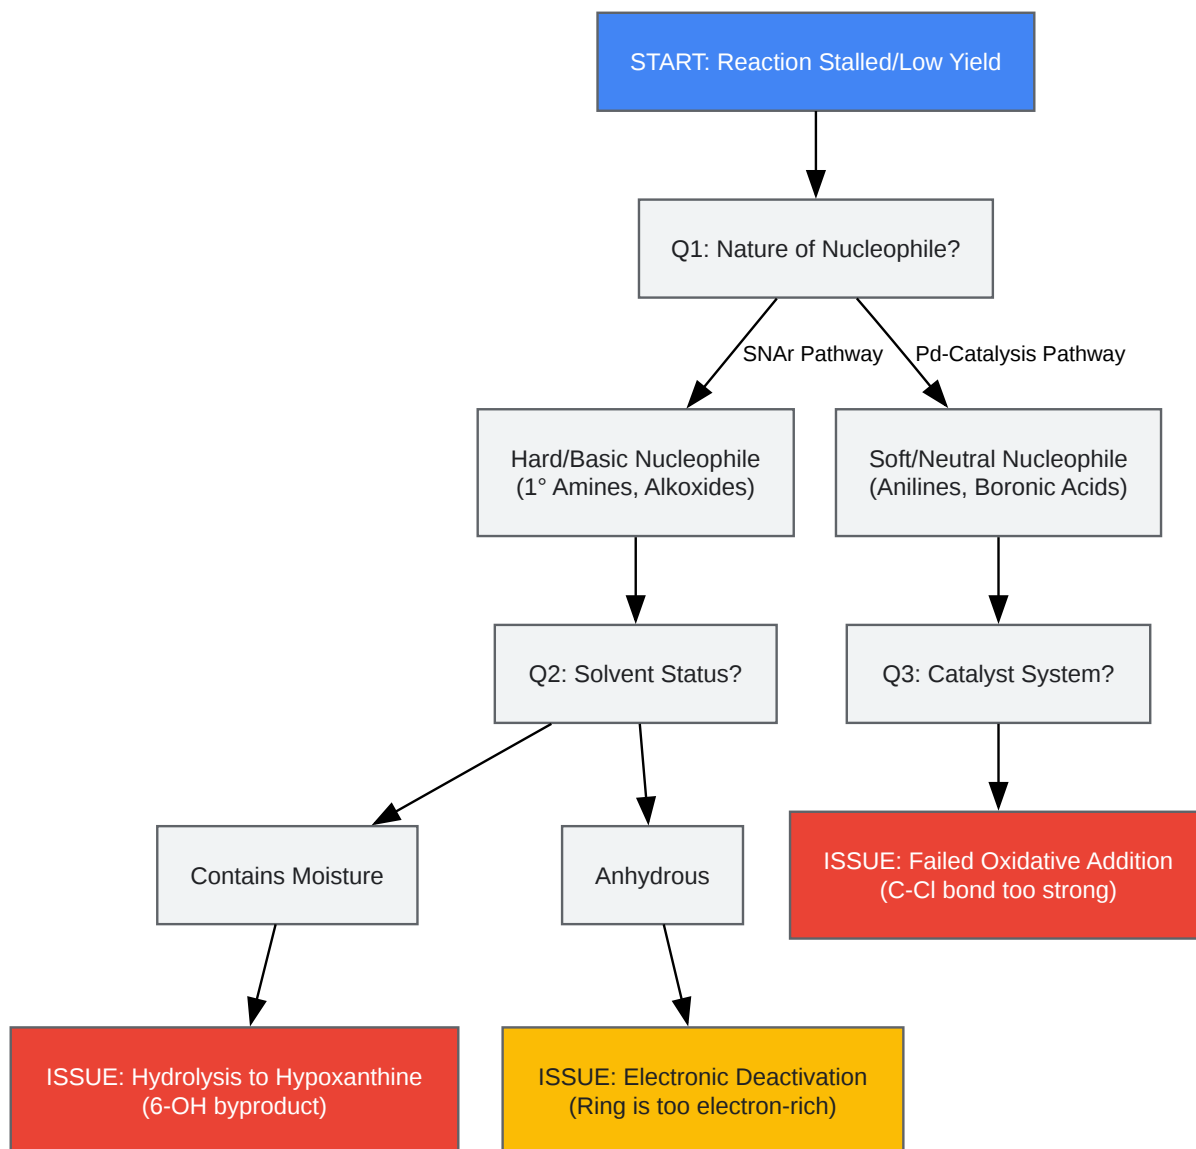 START: Reaction Stalled/Low Yield
Q1: Nature of Nucleophile?
SNAr Pathway
Pd-Catalysis Pathway
Hard/Basic Nucleophile
(1° Amines, Alkoxides)
Soft/Neutral Nucleophile
(Anilines, Boronic Acids)
Q2: Solvent Status?
Q3: Catalyst System?
Contains Moisture
Anhydrous
ISSUE: Failed Oxidative Addition
(C-Cl bond too strong)
ISSUE: Hydrolysis to Hypoxanthine
(6-OH byproduct)
ISSUE: Electronic Deactivation
(Ring is too electron-rich)